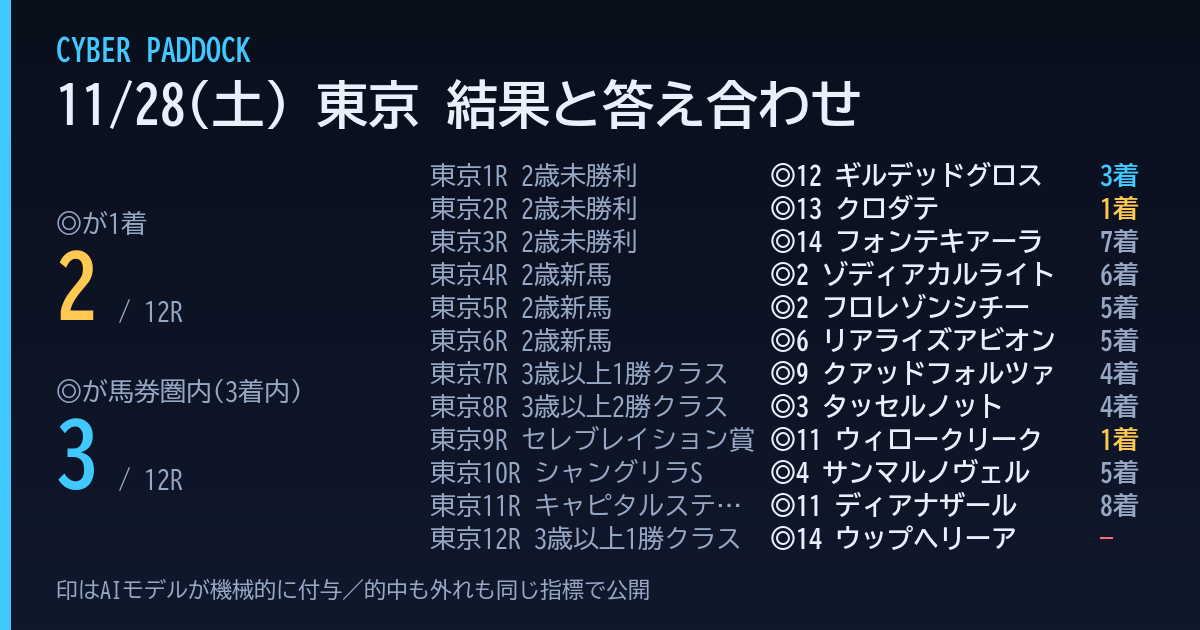 CYBER PADDOCK
11/28(土) 東京 結果と答え合わせ
◎が1着
2 / 12R
◎が馬券圏内(3着内)
3 / 12R
東京1R 2歳未勝利 ◎12 ギルデッドグロス 3着
東京2R 2歳未勝利 ◎13 クロダテ 1着
東京3R 2歳未勝利 ◎14 フォンテキアーラ 7着
東京4R 2歳新馬 ◎2 ゾディアカルライト 6着
東京5R 2歳新馬 ◎2 フロレゾンシチー 5着
東京6R 2歳新馬 ◎6 リアライズアビオン 5着
東京7R 3歳以上1勝クラス ◎9 クアッドフォルツァ 4着
東京8R 3歳以上2勝クラス ◎3 タッセルノット 4着
東京9R セレブレイション賞 ◎11 ウィロークリーク 1着
東京10R シャングリラS ◎4 サンマルノヴェル 5着
東京11R キャピタルステ… ◎11 ディアナザール 8着
東京12R 3歳以上1勝クラス ◎14 ウップヘリーア –
印はAIモデルが機械的に付与／的中も外れも同じ指標で公開